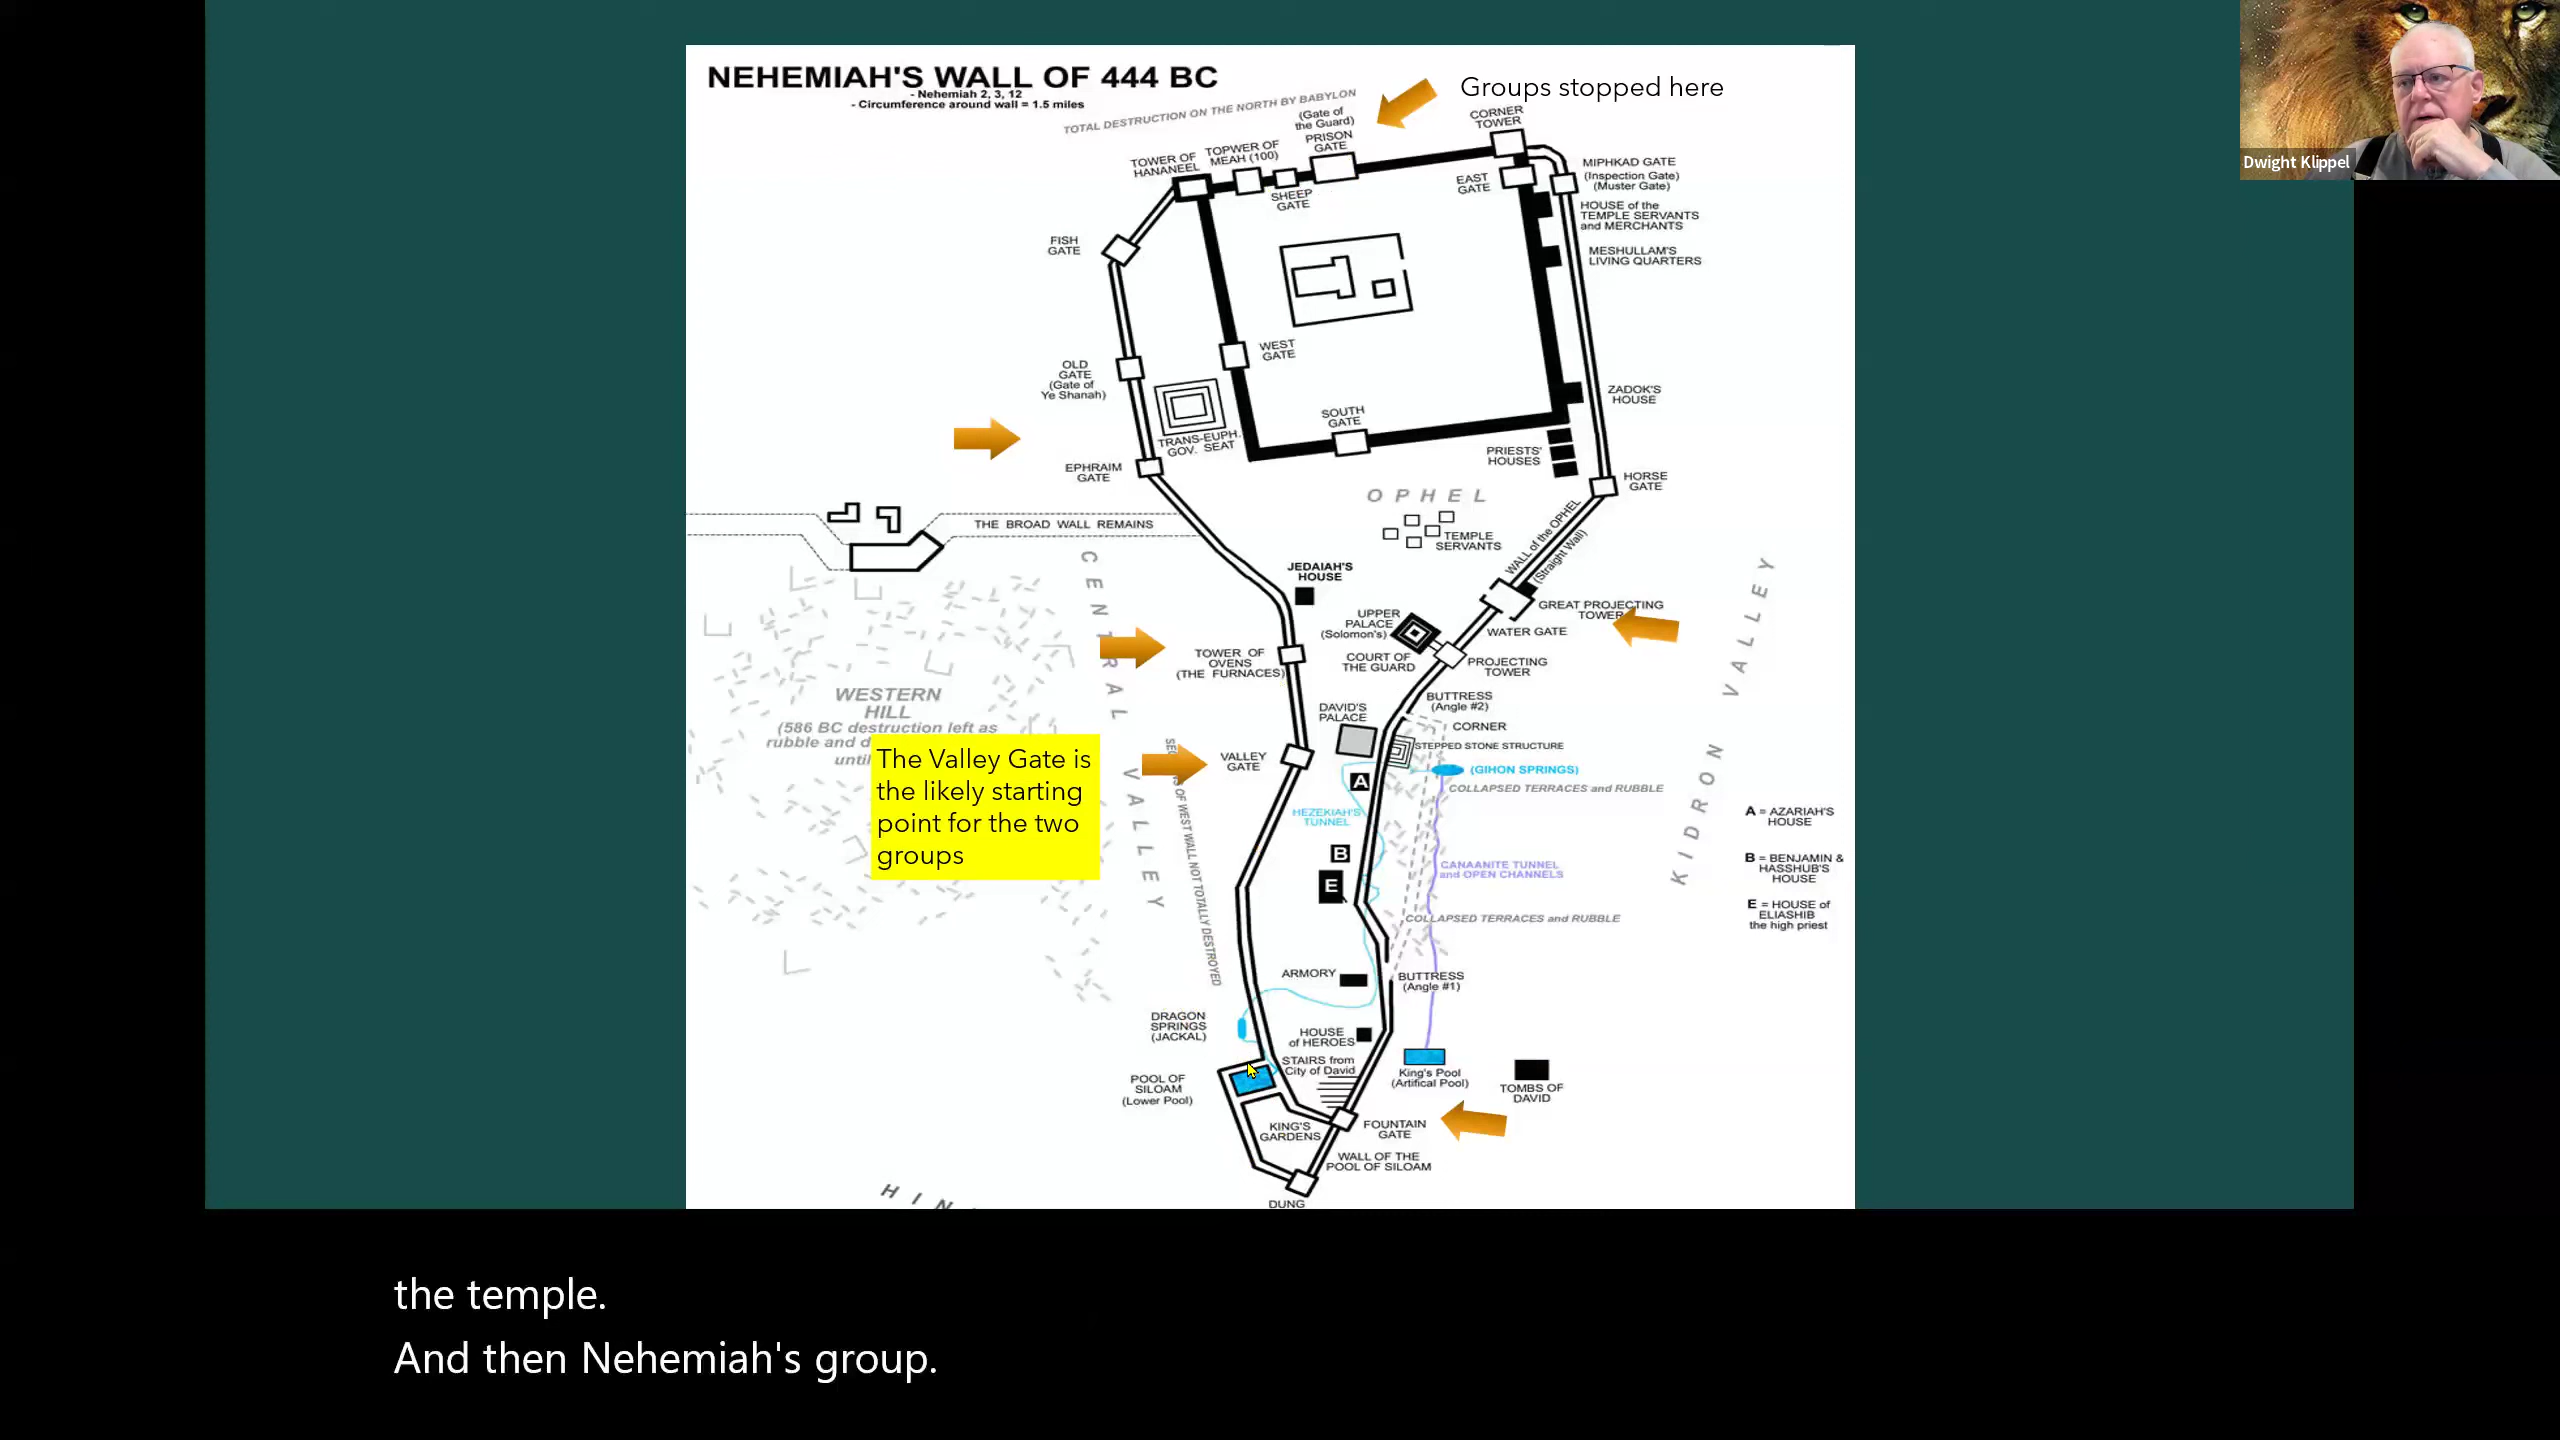 NEHEMIAH'S WALL OF 444 BC
- Nehemiah 2, 3, 12
- Circumference around wall = 1.5 miles
Groups stopped here
TOTAL DESTRUCTION ON THE NORTH BY BABYLON
(Gate of
the Guard)
PRISON
GATE
CORNER
TOWER
TOWER OF
HANANEEL
TOPWER OF
MEAH (100)
SHEEP
GATE
EAST
GATE
MIPHKAD GATE
(Inspection Gate)
(Muster Gate)
HOUSE of the
TEMPLE SERVANTS
and MERCHANTS
MESHULLAM'S
LIVING QUARTERS
FISH
GATE
WEST
GATE
OLD
GATE
(Gate of
Ye Shanah)
ZADOK'S
HOUSE
SOUTH
GATE
TRANS-EUPH.
GOV. SEAT
PRIESTS'
HOUSES
EPHRAIM
GATE
HORSE
GATE
OPHEL
THE BROAD WALL REMAINS
TEMPLE
SERVANTS
WALL of the OPHEL
(Straight Wall)
JEDAIAH'S
HOUSE
CENTRAL VALLEY
KIDRON VALLEY
UPPER
PALACE
(Solomon's)
GREAT PROJECTING
TOWER
WATER GATE
COURT OF
THE GUARD
PROJECTING
TOWER
TOWER OF
OVENS
(THE FURNACES)
WESTERN
HILL
(586 BC destruction left as
rubble and d
unti
BUTTRESS
(Angle #2)
DAVID'S
PALACE
CORNER
STEPPED STONE STRUCTURE
VALLEY
GATE
The Valley Gate is
the likely starting
point for the two
groups
(GIHON SPRINGS)
COLLAPSED TERRACES and RUBBLE
A
HEZEKIAH'S
TUNNEL
A = AZARIAH'S
HOUSE
B
CANAANITE TUNNEL
and OPEN CHANNELS
B = BENJAMIN &
HASSHUB'S
HOUSE
E
E = HOUSE of
ELIASHIB
the high priest
OF WEST WALL NOT TOTALLY DESTROYED
COLLAPSED TERRACES and RUBBLE
ARMORY
BUTTRESS
(Angle #1)
DRAGON
SPRINGS
(JACKAL)
HOUSE
of HEROES
STAIRS from
City of David
King's Pool
(Artifical Pool)
TOMBS OF
DAVID
POOL OF
SILOAM
(Lower Pool)
KING'S
GARDENS
FOUNTAIN
GATE
WALL OF THE
POOL OF SILOAM
HIN
DUNG
Dwight Klippel
the temple.
And then Nehemiah's group.